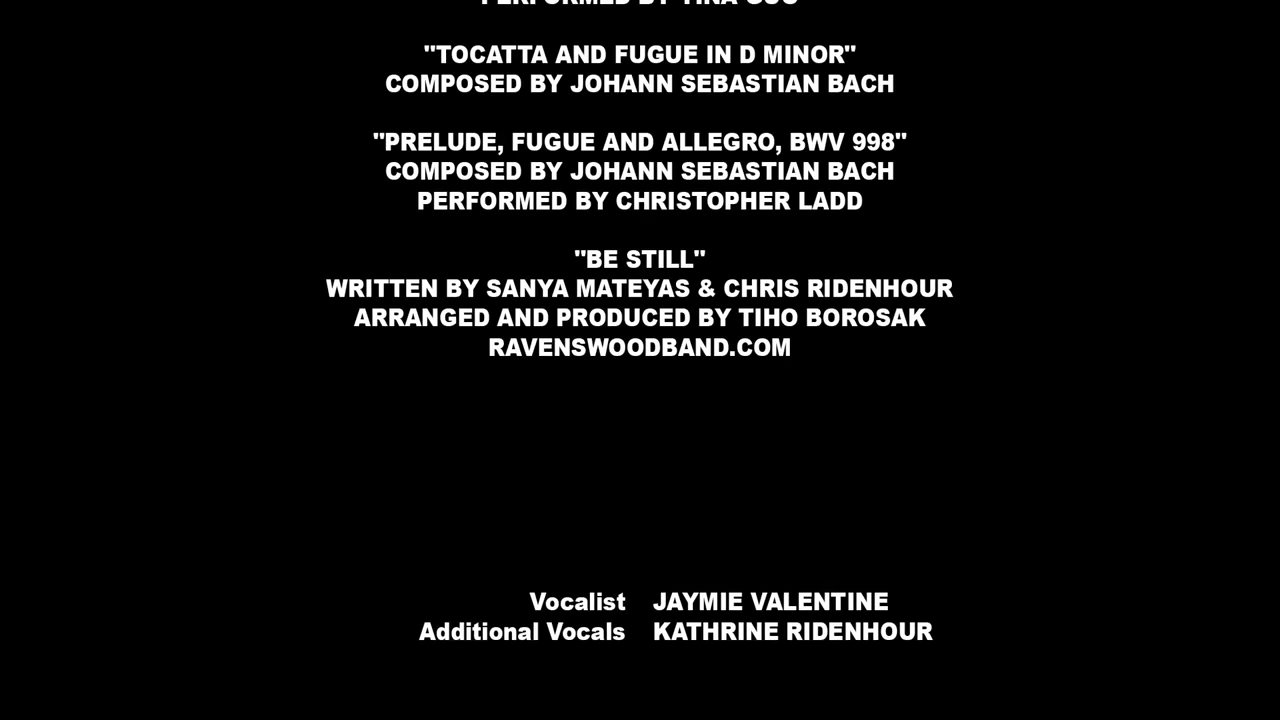 PERFORMED BY TINA GUO
"TOCATTA AND FUGUE IN D MINOR"
COMPOSED BY JOHANN SEBASTIAN BACH
"PRELUDE, FUGUE AND ALLEGRO, BWV 998"
COMPOSED BY JOHANN SEBASTIAN BACH
PERFORMED BY CHRISTOPHER LADD
"BE STILL"
WRITTEN BY SANYA MATEYAS & CHRIS RIDENHOUR
ARRANGED AND PRODUCED BY TIHO BOROSAK
RAVENSWOODBAND.COM
Vocalist JAYMIE VALENTINE
Additional Vocals KATHRINE RIDENHOUR